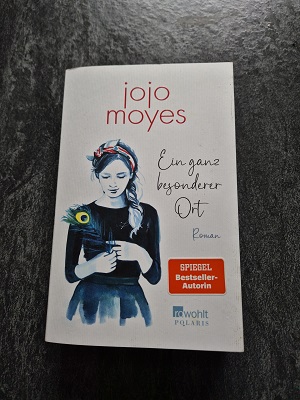 jojo
moyes
Ein ganz
besonderer
Ort
Roman
SPIEGEL
Bestseller-
Autorin
rowohlt
POLARIS